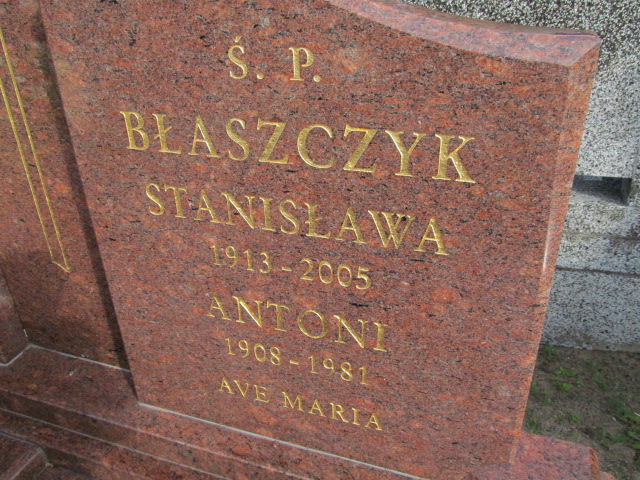 Ś. P.
BŁASZCZYK
STANISŁAWA
1913 - 2005
ANTONI
1908 - 1981
AVE MARIA